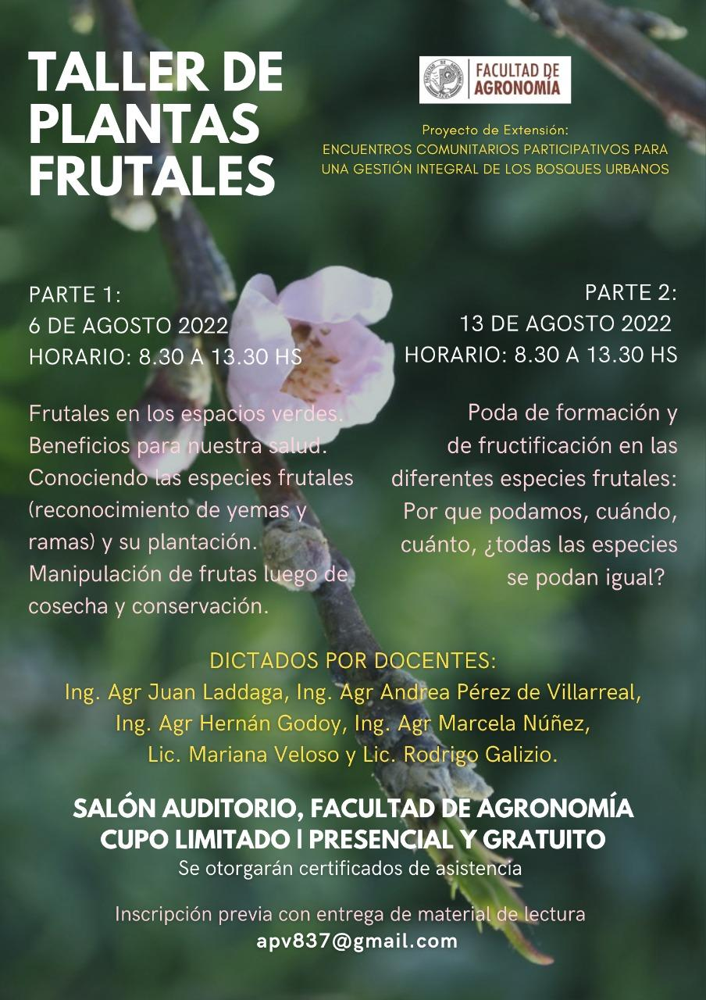 TALLER DE
PLANTAS
FRUTALES
FACULTAD DE
AGRONOMÍA
Proyecto de Extensión:
ENCUENTROS COMUNITARIOS PARTICIPATIVOS PARA
UNA GESTIÓN INTEGRAL DE LOS BOSQUES URBANOS
PARTE 1:
6 DE AGOSTO 2022
HORARIO: 8.30 A 13.30 HS
Frutales en los espacios verdes.
Beneficios para nuestra salud.
Conociendo las especies frutales
(reconocimiento de yemas y
ramas) y su plantación.
Manipulación de frutas luego de
cosecha y conservación.
PARTE 2:
13 DE AGOSTO 2022
HORARIO: 8.30 A 13.30 HS
Poda de formación y
de fructificación en las
diferentes especies frutales:
Por que podamos, cuándo,
cuánto, ¿todas las especies
se podan igual?
DICTADOS POR DOCENTES:
Ing. Agr Juan Laddaga, Ing. Agr Andrea Pérez de Villarreal,
Ing. Agr Hernán Godoy, Ing. Agr Marcela Núñez,
Lic. Mariana Veloso y Lic. Rodrigo Galizio.
SALÓN AUDITORIO, FACULTAD DE AGRONOMÍA
CUPO LIMITADO | PRESENCIAL Y GRATUITO
Se otorgarán certificados de asistencia
Inscripción previa con entrega de material de lectura
apv837@gmail.com